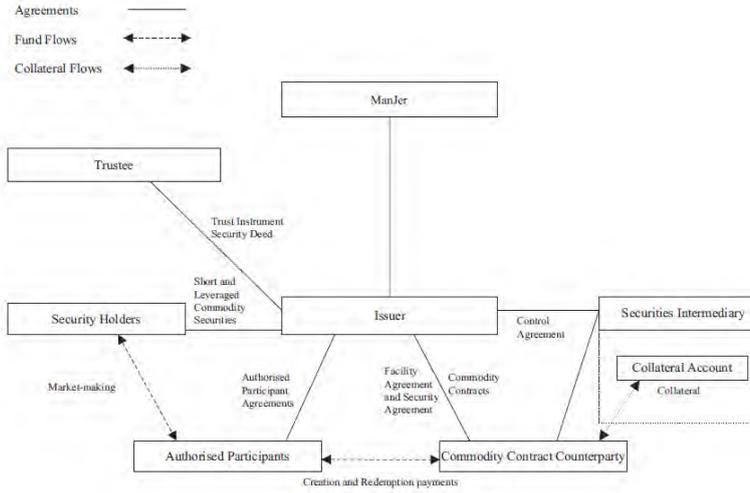 Agreements
Fund Flows
Collateral Flows
ManJer
Trustee
Trust Instrument
Security Deed
Short and
Leveraged
Commodity
Securities
Security Holders
Issuer
Control
Agreement
Securities Intermediary
Collateral Account
Collateral
Market-making
Authorised
Participant
Agreements
Facility
Agreement
and Security
Agreement
Commodity
Contracts
Authorised Participants
Commodity Contract Counterparty
Creation and Redemption payments